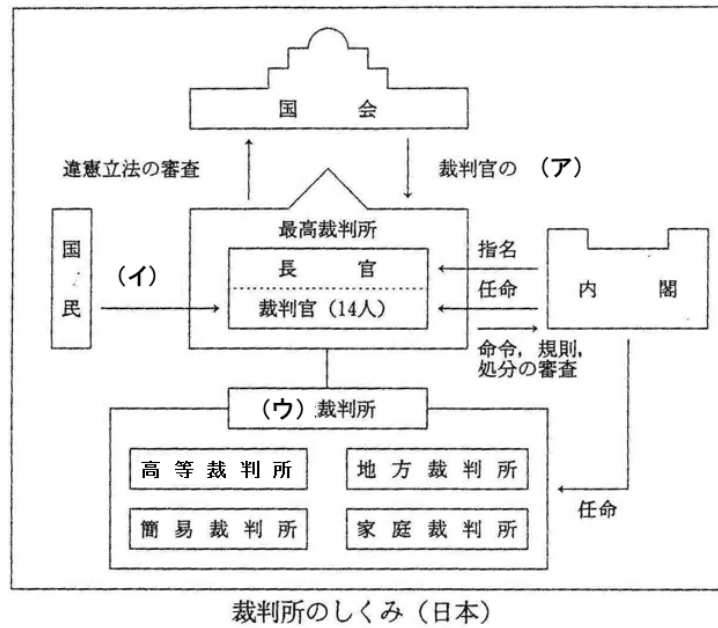 国 会
違憲立法の審査
裁判官の (ア)
国民
(イ)
最高裁判所
長 官
裁判官(14人)
指名
任命
内 閣
命令,規則,
処分の審査
(ウ)裁判所
高等裁判所
地方裁判所
簡易裁判所
家庭裁判所
任命
裁判所のしくみ(日本)